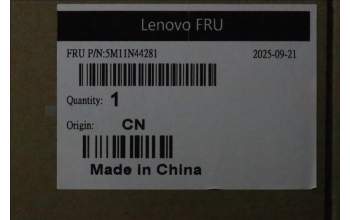 Lenovo FRU
FRU P/N:5M11N44281 2025-09-21
Quantity: 1
Origin: CN
Made in China